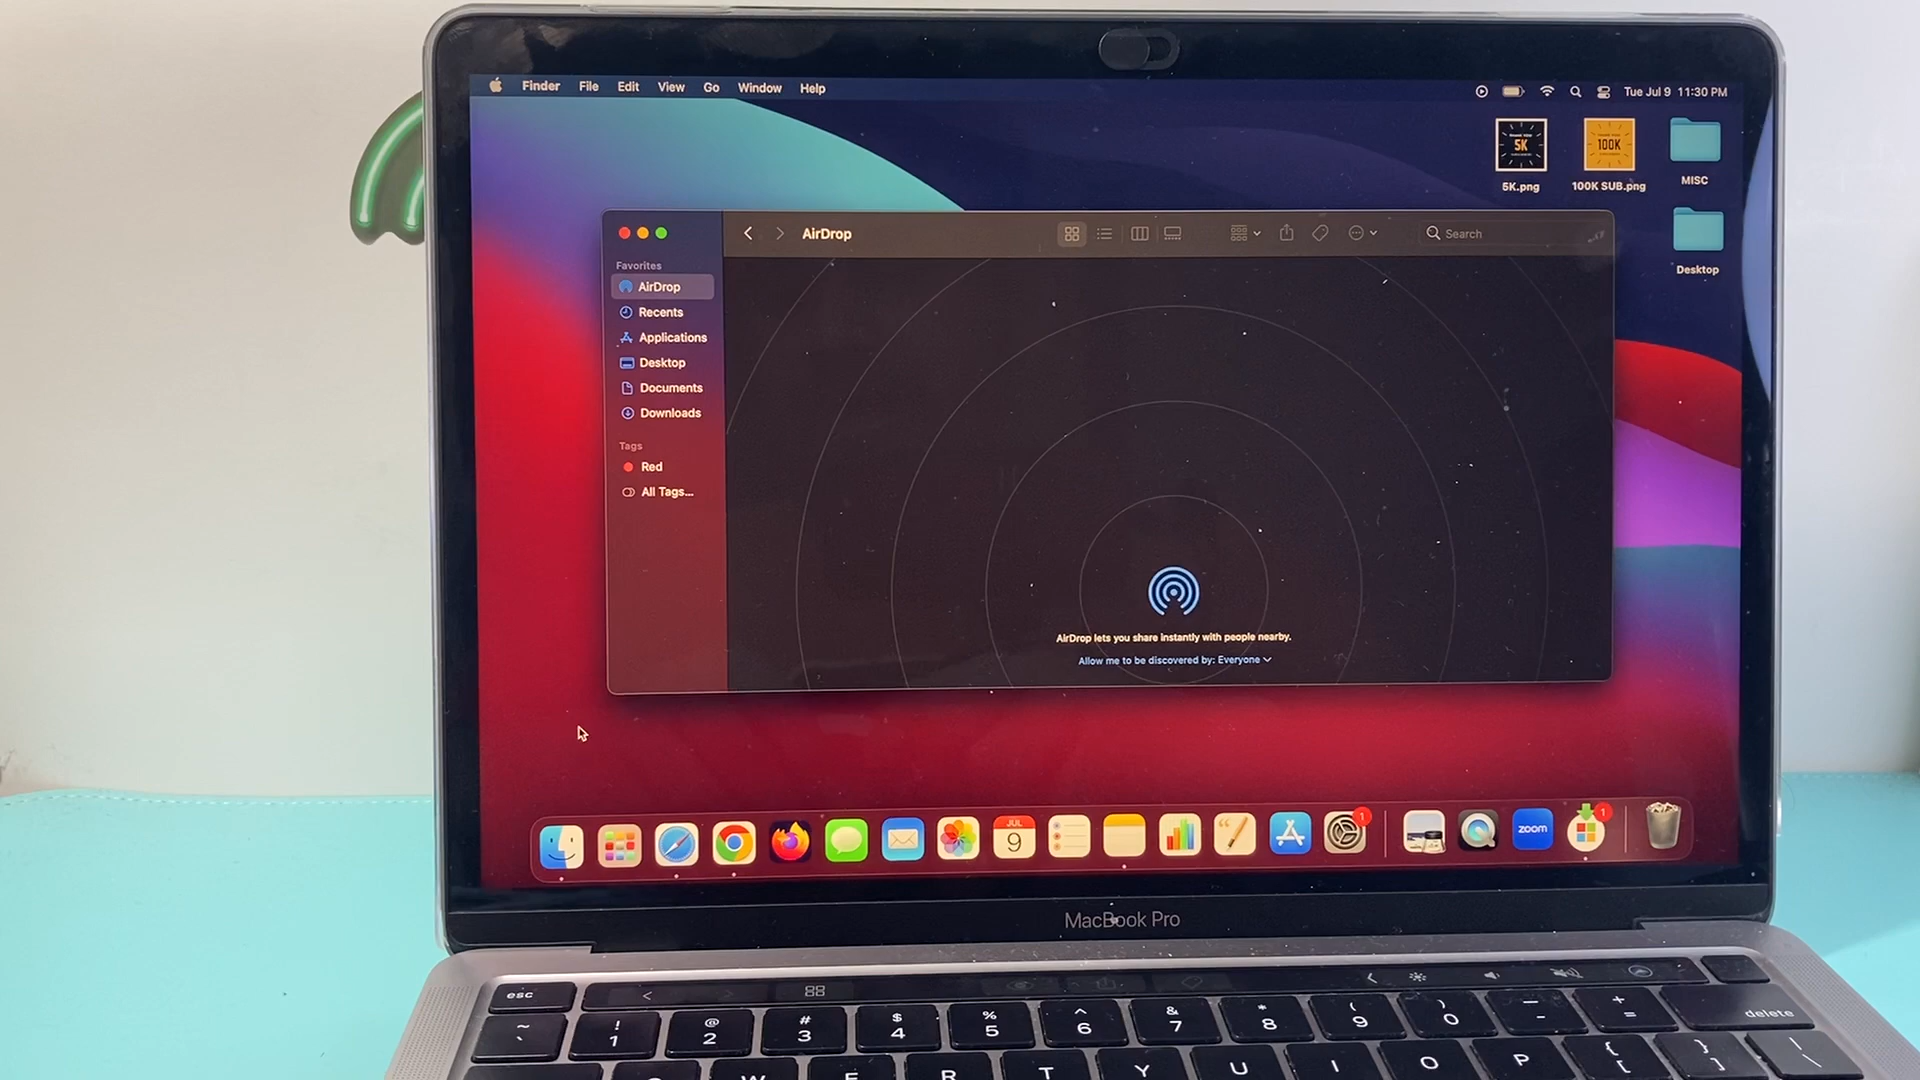 Finder File Edit View Go Window Help
Tue Jul 9 11:30 PM
5K
100K
5K.png
100K SUB.png
MISC
Desktop
AirDrop
Search
Favorites
AirDrop
Recents
Applications
Desktop
Documents
Downloads
Tags
Red
All Tags...
AirDrop lets you share instantly with people nearby.
Allow me to be discovered by: Everyone
JUL
9
1
zoom
1
MacBook Pro
esc
~ ! @ # $ % ^ & * ( ) — +
` 1 2 3 4 5 6 7 8 9 0 - = delete
W E R T Y U I O P { [ } ] | \